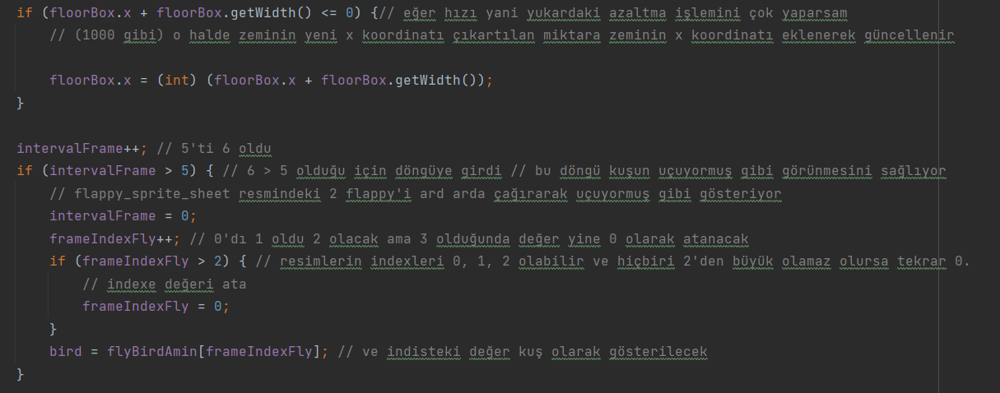 if (floorBox.x + floorBox.getWidth() <= 0) {// eğer hızı yani yukardaki azaltma işlemini çok yaparsam
// (1000 gibi) o halde zeminin yeni x koordinatı çıkartılan miktara zeminin x koordinatı eklenerek güncellenir
floorBox.x = (int) (floorBox.x + floorBox.getWidth());
}
intervalFrame++; // 5'ti 6 oldu
if (intervalFrame > 5) { // 6 > 5 olduğu için döngüye girdi // bu döngü kuşun uçuyormuş gibi görünmesini sağlıyor
// flappy_sprite_sheet resmindeki 2 flappy'i ard arda çağırarak uçuyormuş gibi gösteriyor
intervalFrame = 0;
frameIndexFly++; // 0'dı 1 oldu 2 olacak ama 3 olduğunda değer yine 0 olarak atanacak
if (frameIndexFly > 2) { // resimlerin indexleri 0, 1, 2 olabilir ve hiçbiri 2'den büyük olamaz olursa tekrar 0.
// indexe değeri ata
frameIndexFly = 0;
}
bird = flyBirdAmin[frameIndexFly]; // ve indisteki değer kuş olarak gösterilecek
}